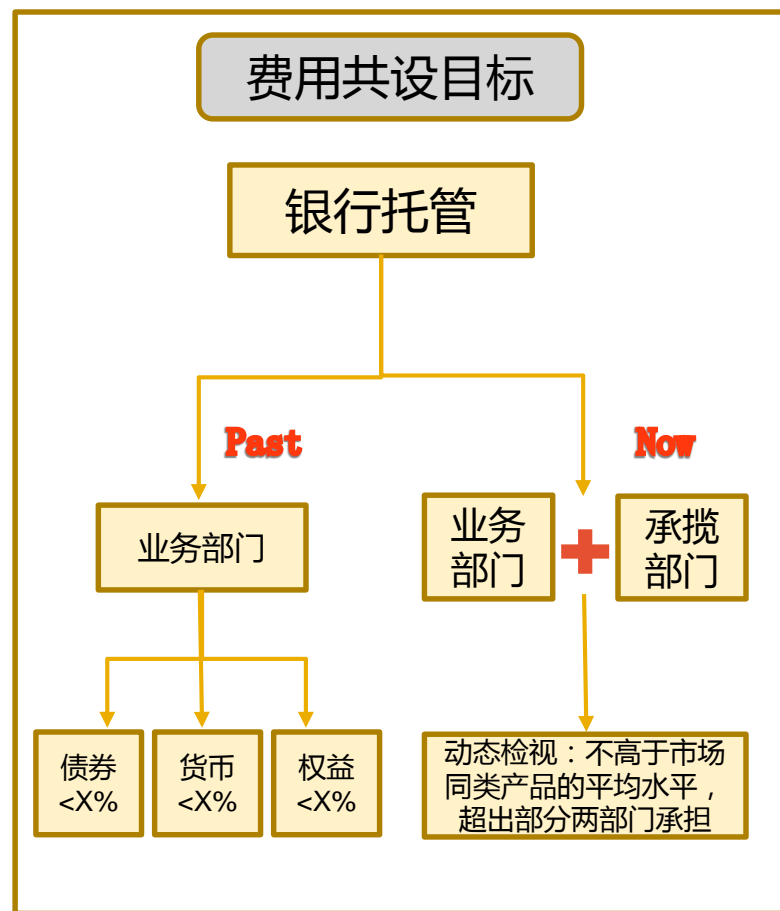 费用共设目标
银行托管
Past
Now
业务部门
业务
部门
承揽
部门
债券
<X%
货币
<X%
权益
<X%
动态检视：不高于市场
同类产品的平均水平，
超出部分两部门承担